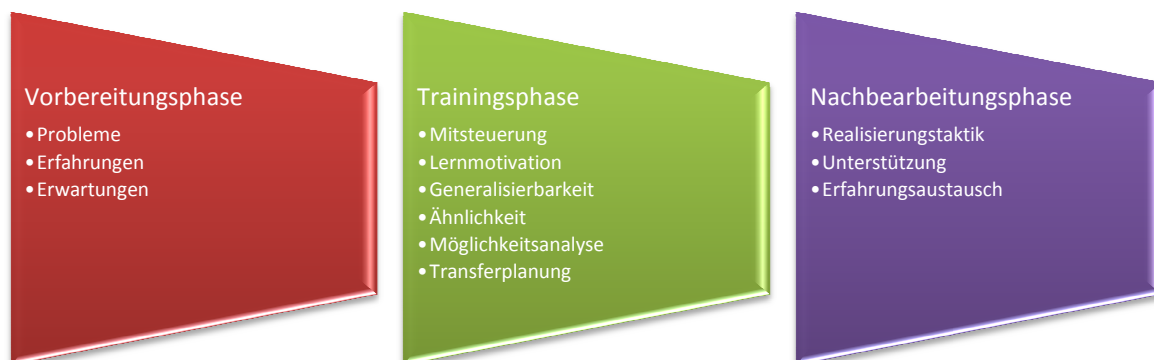 Vorbereitungsphase
• Probleme
• Erfahrungen
• Erwartungen
Trainingsphase
• Mitsteuerung
• Lernmotivation
• Generalisierbarkeit
• Ähnlichkeit
• Möglichkeitsanalyse
• Transferplanung
Nachbearbeitungsphase
• Realisierungstaktik
• Unterstützung
• Erfahrungsaustausch